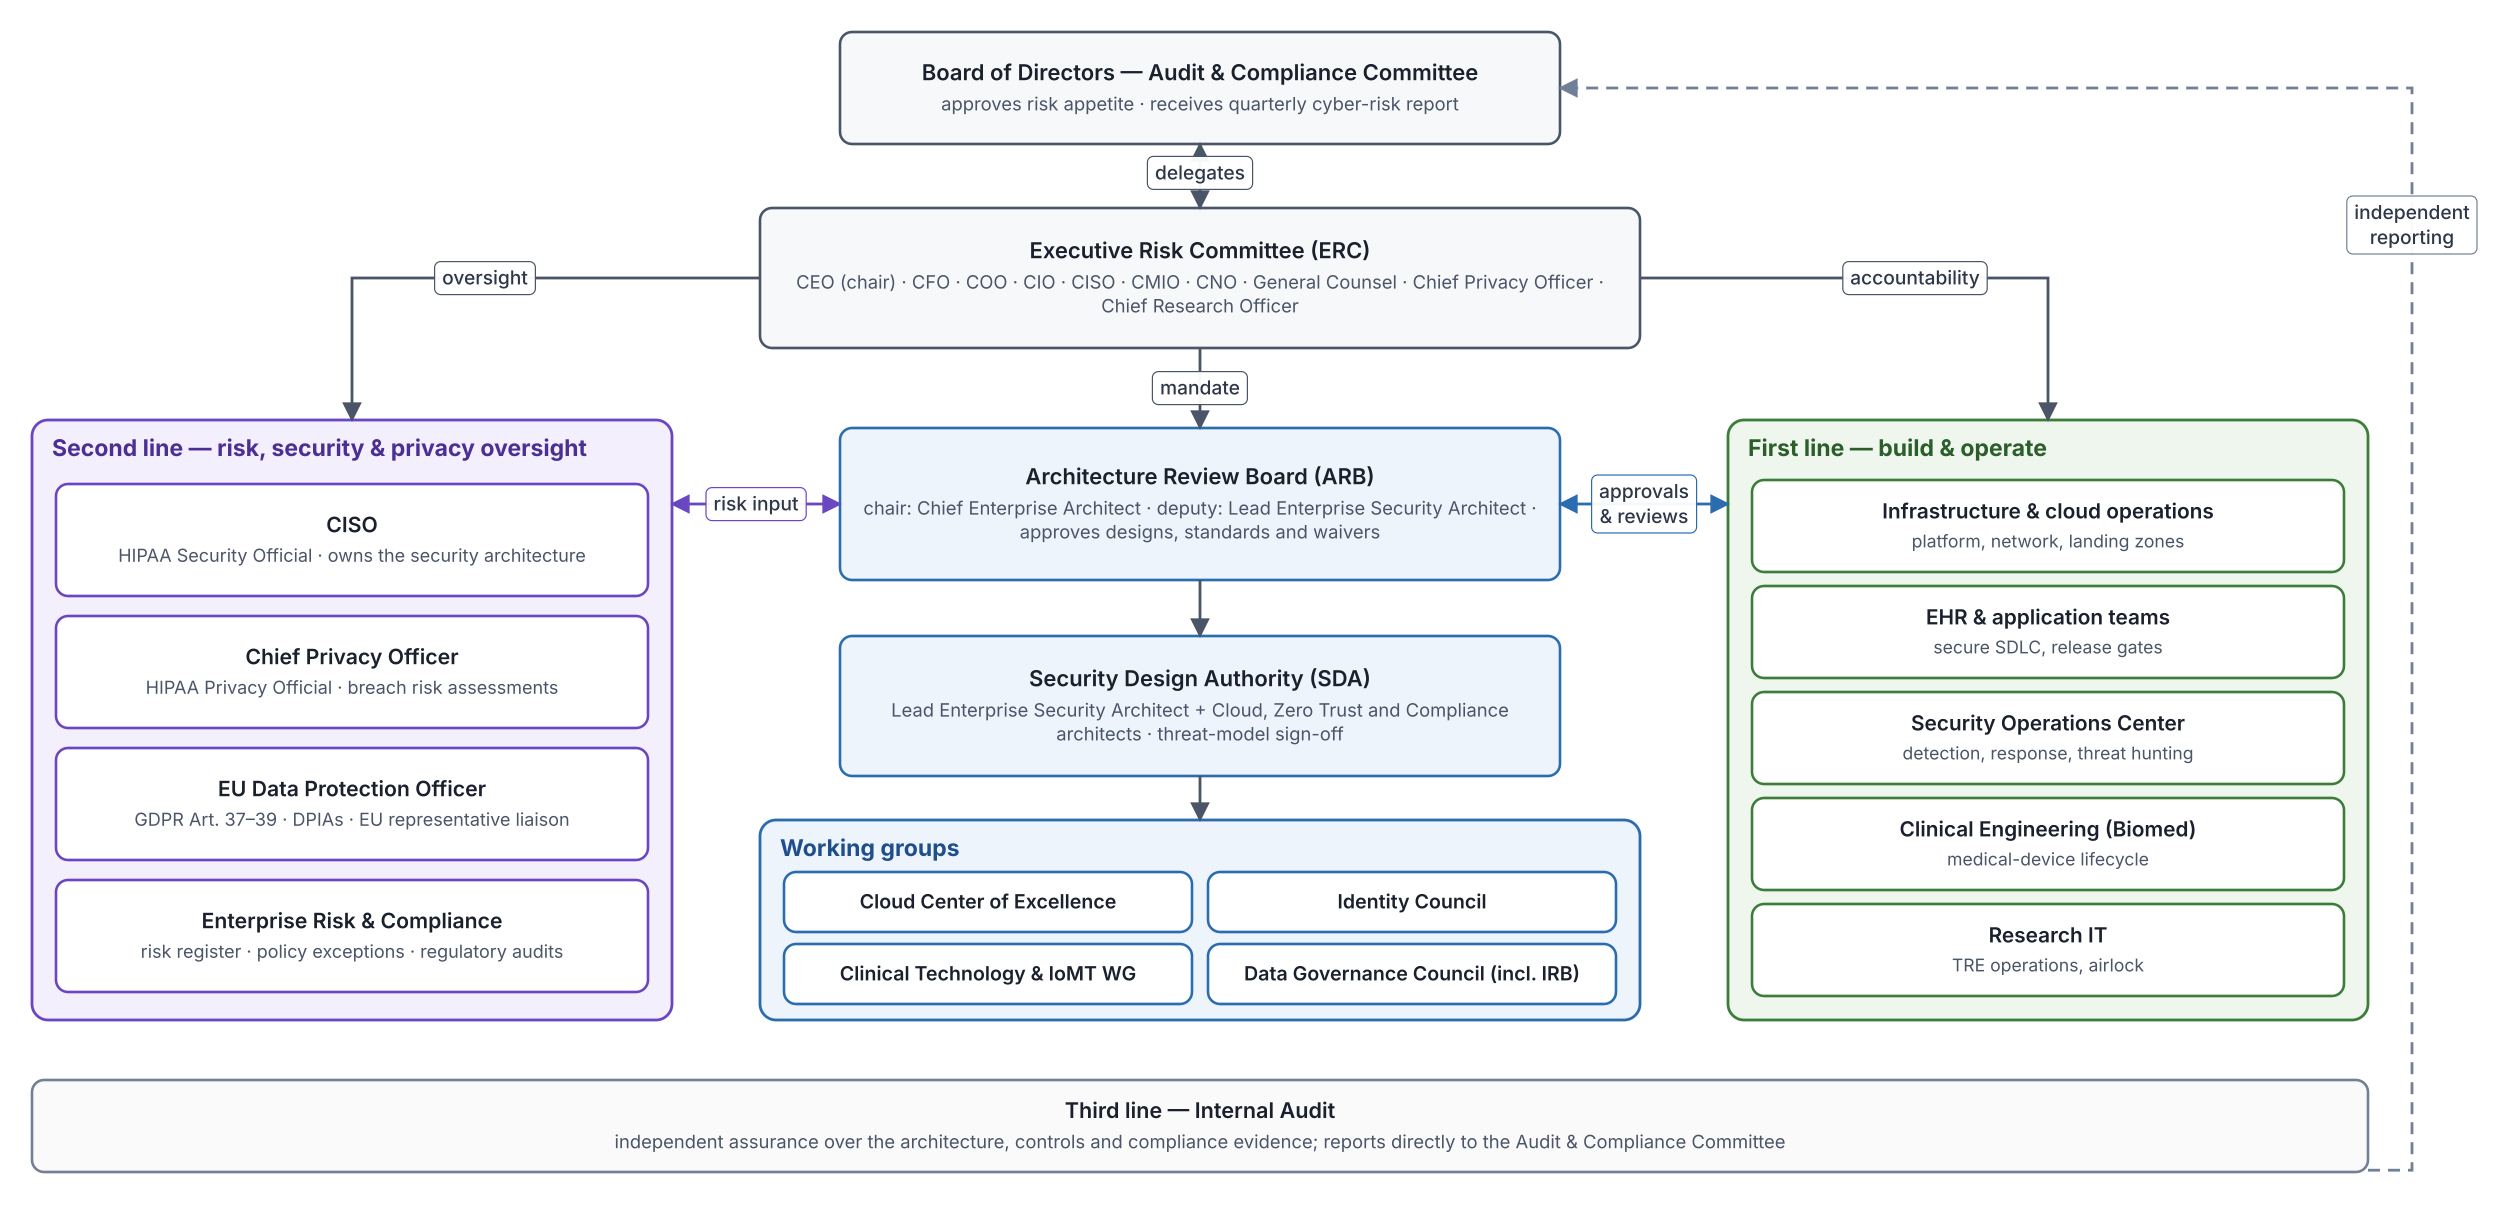 Board of Directors — Audit & Compliance Committee
approves risk appetite · receives quarterly cyber-risk report
delegates
independent
reporting
Executive Risk Committee (ERC)
CEO (chair) · CFO · COO · CIO · CISO · CMIO · CNO · General Counsel · Chief Privacy Officer ·
Chief Research Officer
oversight
accountability
mandate
Second line — risk, security & privacy oversight
CISO
HIPAA Security Official · owns the security architecture
Chief Privacy Officer
HIPAA Privacy Official · breach risk assessments
EU Data Protection Officer
GDPR Art. 37–39 · DPIAs · EU representative liaison
Enterprise Risk & Compliance
risk register · policy exceptions · regulatory audits
risk input
Architecture Review Board (ARB)
chair: Chief Enterprise Architect · deputy: Lead Enterprise Security Architect ·
approves designs, standards and waivers
approvals
& reviews
Security Design Authority (SDA)
Lead Enterprise Security Architect + Cloud, Zero Trust and Compliance
architects · threat-model sign-off
Working groups
Cloud Center of Excellence
Identity Council
Clinical Technology & IoMT WG
Data Governance Council (incl. IRB)
First line — build & operate
Infrastructure & cloud operations
platform, network, landing zones
EHR & application teams
secure SDLC, release gates
Security Operations Center
detection, response, threat hunting
Clinical Engineering (Biomed)
medical-device lifecycle
Research IT
TRE operations, airlock
Third line — Internal Audit
independent assurance over the architecture, controls and compliance evidence; reports directly to the Audit & Compliance Committee